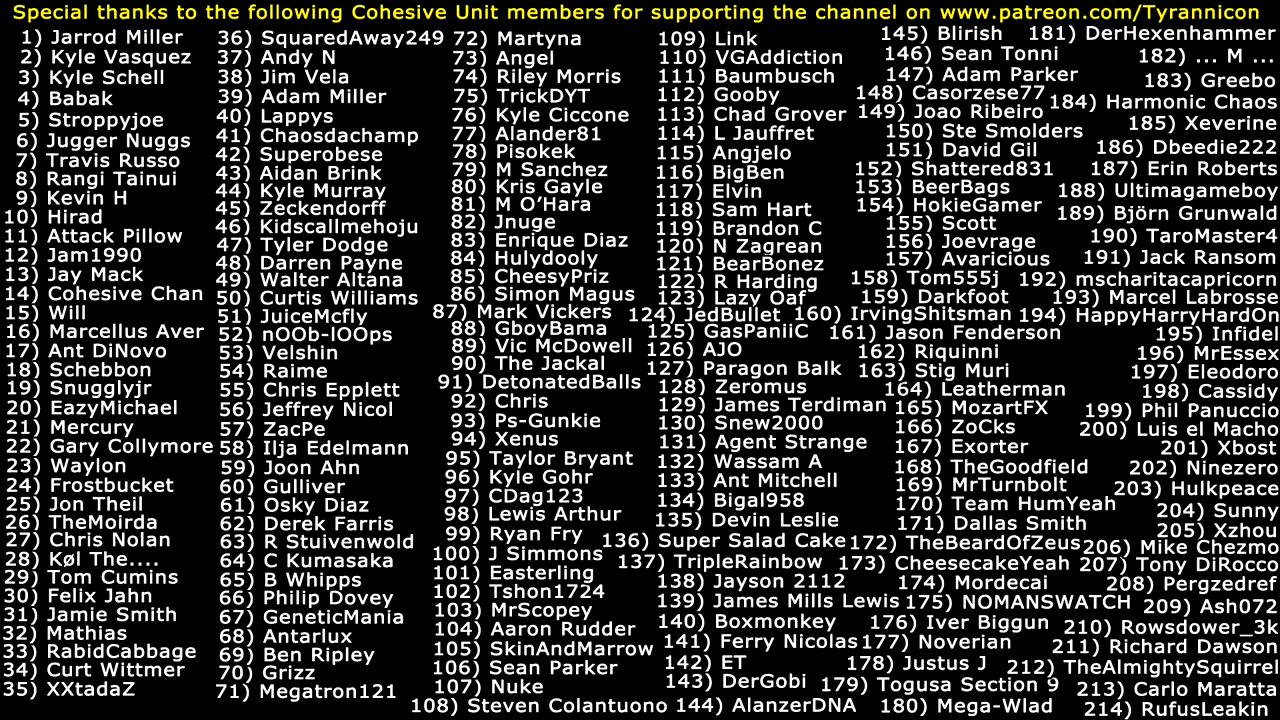 Special thanks to the following Cohesive Unit members for supporting the channel on www.patreon.com/Tyrannicon
1) Jarrod Miller
2) Kyle Vasquez
3) Kyle Schell
4) Babak
5) Stroppyjoe
6) Jugger Nuggs
7) Travis Russo
8) Rangi Tainui
9) Kevin H
10) Hirad
11) Attack Pillow
12) Jam1990
13) Jay Mack
14) Cohesive Chan
15) Will
16) Marcellus Aver
17) Ant DiNovo
18) Schebbon
19) Snugglyjr
20) EazyMichael
21) Mercury
22) Gary Collymore
23) Waylon
24) Frostbucket
25) Jon Theil
26) TheMoirda
27) Chris Nolan
28) Køl The....
29) Tom Cumins
30) Felix Jahn
31) Jamie Smith
32) Mathias
33) RabidCabbage
34) Curt Wittmer
35) XXtadaZ
36) SquaredAway249
37) Andy N
38) Jim Vela
39) Adam Miller
40) Lappys
41) Chaosdachamp
42) Superobese
43) Aidan Brink
44) Kyle Murray
45) Zeckendorff
46) Kidscallmehoju
47) Tyler Dodge
48) Darren Payne
49) Walter Altana
50) Curtis Williams
51) JuiceMcfly
52) nOOb-lOOps
53) Velshin
54) Raime
55) Chris Epplett
56) Jeffrey Nicol
57) ZacPe
58) Ilja Edelmann
59) Joon Ahn
60) Gulliver
61) Osky Diaz
62) Derek Farris
63) R Stuivenwold
64) C Kumasaka
65) B Whipps
66) Philip Dovey
67) GeneticMania
68) Antarlux
69) Ben Ripley
70) Grizz
71) Megatron121
72) Martyna
73) Angel
74) Riley Morris
75) TrickDYT
76) Kyle Ciccone
77) Alander81
78) Pisokek
79) M Sanchez
80) Kris Gayle
81) M O'Hara
82) Jnuge
83) Enrique Diaz
84) Hulydooly
85) CheesyPriz
86) Simon Magus
87) Mark Vickers
88) GboyBama
89) Vic McDowell
90) The Jackal
91) DetonatedBalls
92) Chris
93) Ps-Gunkie
94) Xenus
95) Taylor Bryant
96) Kyle Gohr
97) CDag123
98) Lewis Arthur
99) Ryan Fry
100) J Simmons
101) Easterling
102) Tshon1724
103) MrScopey
104) Aaron Rudder
105) SkinAndMarrow
106) Sean Parker
107) Nuke
108) Steven Colantuono
109) Link
110) VGAddiction
111) Baumbusch
112) Gooby
113) Chad Grover
114) L Jauffret
115) Angjelo
116) BigBen
117) Elvin
118) Sam Hart
119) Brandon C
120) N Zagrean
121) BearBonez
122) R Harding
123) Lazy Oaf
124) JedBullet
125) GasPaniiC
126) AJO
127) Paragon Balk
128) Zeromus
129) James Terdiman
130) Snew2000
131) Agent Strange
132) Wassam A
133) Ant Mitchell
134) Bigal958
135) Devin Leslie
136) Super Salad Cake
137) TripleRainbow
138) Jayson 2112
139) James Mills Lewis
140) Boxmonkey
141) Ferry Nicolas
142) ET
143) DerGobi
144) AlanzerDNA
145) Blirish
146) Sean Tonni
147) Adam Parker
148) Casorzese77
149) Joao Ribeiro
150) Ste Smolders
151) David Gil
152) Shattered831
153) BeerBags
154) HokieGamer
155) Scott
156) Joevrage
157) Avaricious
158) Tom555j
159) Darkfoot
160) IrvingShitsman
161) Jason Fenderson
162) Riquinni
163) Stig Muri
164) Leatherman
165) MozartFX
166) ZoCks
167) Exorter
168) TheGoodfield
169) MrTurnbolt
170) Team HumYeah
171) Dallas Smith
172) TheBeardOfZeus
173) CheesecakeYeah
174) Mordecai
175) NOMANSWATCH
176) Iver Biggun
177) Noverian
178) Justus J
179) Togusa Section 9
180) Mega-Wlad
181) DerHexenhammer
182) ... M ...
183) Greebo
184) Harmonic Chaos
185) Xeverine
186) Dbeedie222
187) Erin Roberts
188) Ultimagameboy
189) Björn Grunwald
190) TaroMaster4
191) Jack Ransom
192) mscharitacapricorn
193) Marcel Labrosse
194) HappyHarryHardOn
195) Infidel
196) MrEssex
197) Eleodoro
198) Cassidy
199) Phil Panuccio
200) Luis el Macho
201) Xbost
202) Ninezero
203) Hulkpeace
204) Sunny
205) Xzhou
206) Mike Chezmo
207) Tony DiRocco
208) Pergzedref
209) Ash072
210) Rowsdower_3k
211) Richard Dawson
212) TheAlmightySquirrel
213) Carlo Maratta
214) RufusLeakin